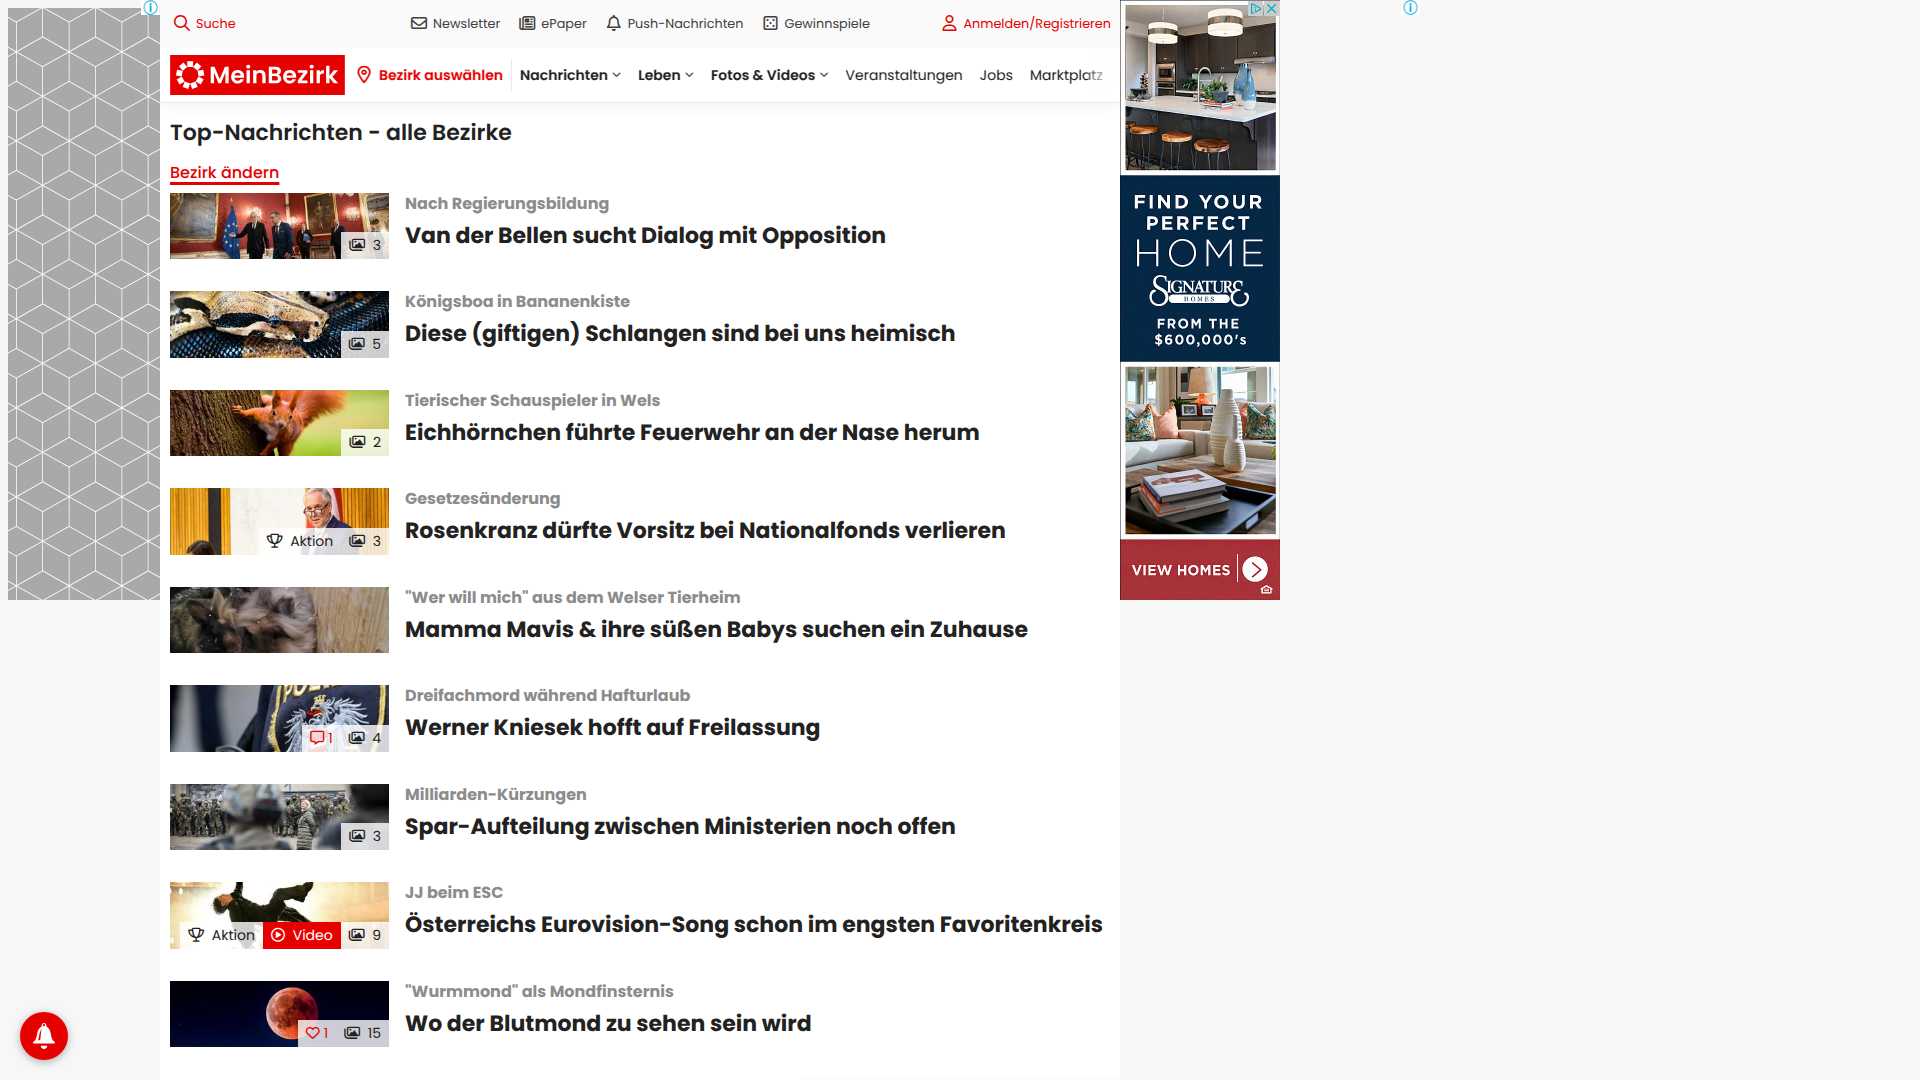 Suche
Newsletter
ePaper
Push-Nachrichten
Gewinnspiele
Anmelden/Registrieren
MeinBezirk
Bezirk auswählen
Nachrichten
Leben
Fotos & Videos
Veranstaltungen
Jobs
Marktplatz
Top-Nachrichten - alle Bezirke
Bezirk ändern
3
Nach Regierungsbildung
Van der Bellen sucht Dialog mit Opposition
5
Königsboa in Bananenkiste
Diese (giftigen) Schlangen sind bei uns heimisch
2
Tierischer Schauspieler in Wels
Eichhörnchen führte Feuerwehr an der Nase herum
Aktion 3
Gesetzesänderung
Rosenkranz dürfte Vorsitz bei Nationalfonds verlieren
"Wer will mich" aus dem Welser Tierheim
Mamma Mavis & ihre süßen Babys suchen ein Zuhause
1 4
Dreifachmord während Hafturlaub
Werner Kniesek hofft auf Freilassung
3
Milliarden-Kürzungen
Spar-Aufteilung zwischen Ministerien noch offen
Aktion Video 9
JJ beim ESC
Österreichs Eurovision-Song schon im engsten Favoritenkreis
1 15
"Wurmmond" als Mondfinsternis
Wo der Blutmond zu sehen sein wird
FIND YOUR
PERFECT
HOME
SIGNATURE
HOMES
FROM THE
$600,000's
VIEW HOMES